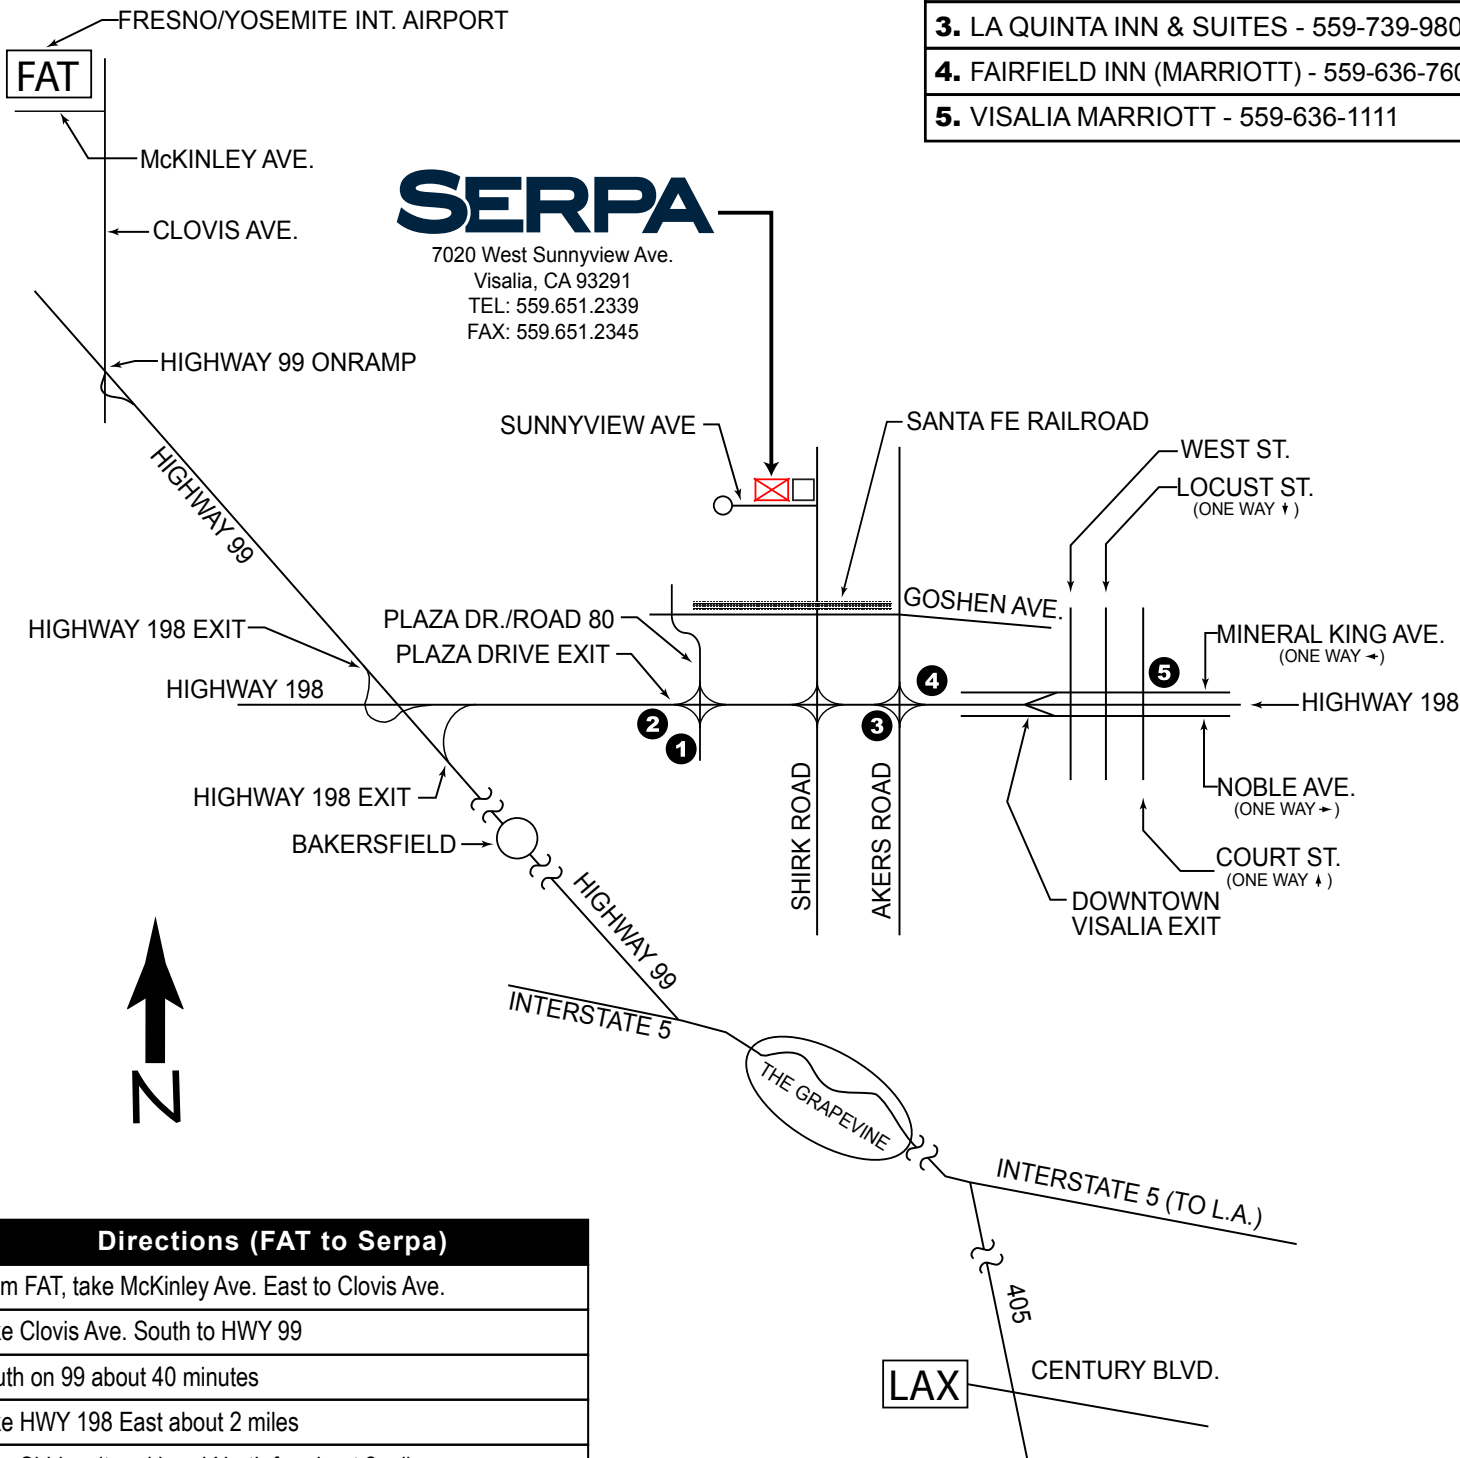 FRESNO/YOSEMITE INT. AIRPORT
FAT
McKINLEY AVE.
CLOVIS AVE.
HIGHWAY 99 ONRAMP
3. LA QUINTA INN & SUITES - 559-739-980
4. FAIRFIELD INN (MARRIOTT) - 559-636-760
5. VISALIA MARRIOTT - 559-636-1111
SERPA
7020 West Sunnyview Ave.
Visalia, CA 93291
TEL: 559.651.2339
FAX: 559.651.2345
SUNNYVIEW AVE
SANTA FE RAILROAD
WEST ST.
LOCUST ST.
(ONE WAY)
HIGHWAY 99
GOSHEN AVE.
PLAZA DR./ROAD 80
PLAZA DRIVE EXIT
HIGHWAY 198 EXIT
HIGHWAY 198
MINERAL KING AVE.
(ONE WAY)
HIGHWAY 198
1
2
3
4
5
HIGHWAY 198 EXIT
BAKERSFIELD
SHIRK ROAD
AKERS ROAD
NOBLE AVE.
(ONE WAY)
COURT ST.
(ONE WAY)
DOWNTOWN
VISALIA EXIT
HIGHWAY 99
INTERSTATE 5
THE GRAPEVINE
N
INTERSTATE 5 (TO L.A.)
405
LAX
CENTURY BLVD.
Directions (FAT to Serpa)
m FAT, take McKinley Ave. East to Clovis Ave.
e Clovis Ave. South to HWY 99
uth on 99 about 40 minutes
e HWY 198 East about 2 miles